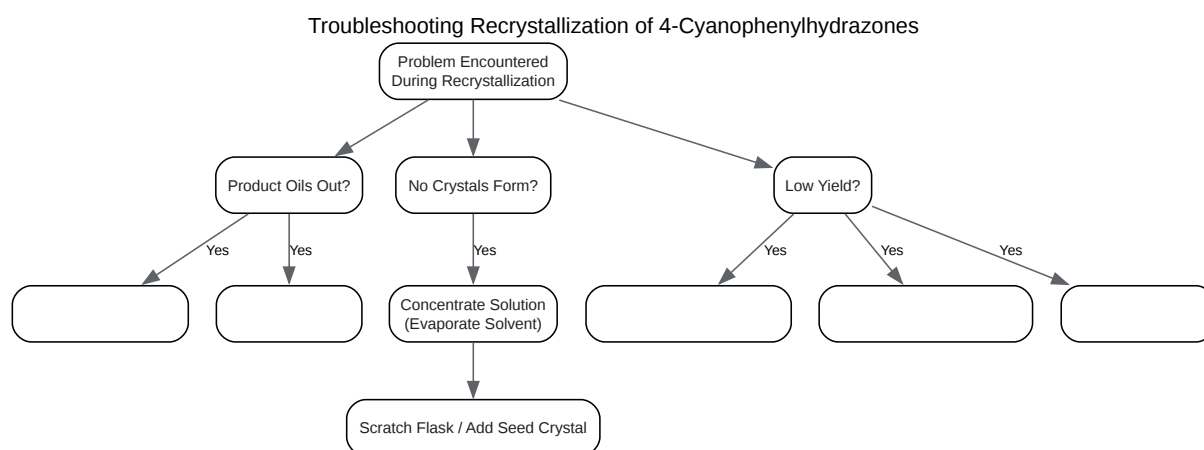 Troubleshooting Recrystallization of 4-Cyanophenylhydrazones
Problem Encountered
During Recrystallization
Product Oils Out?
No Crystals Form?
Low Yield?
Yes
Yes
Yes
Yes
Yes
Yes
Concentrate Solution
(Evaporate Solvent)
Scratch Flask / Add Seed Crystal